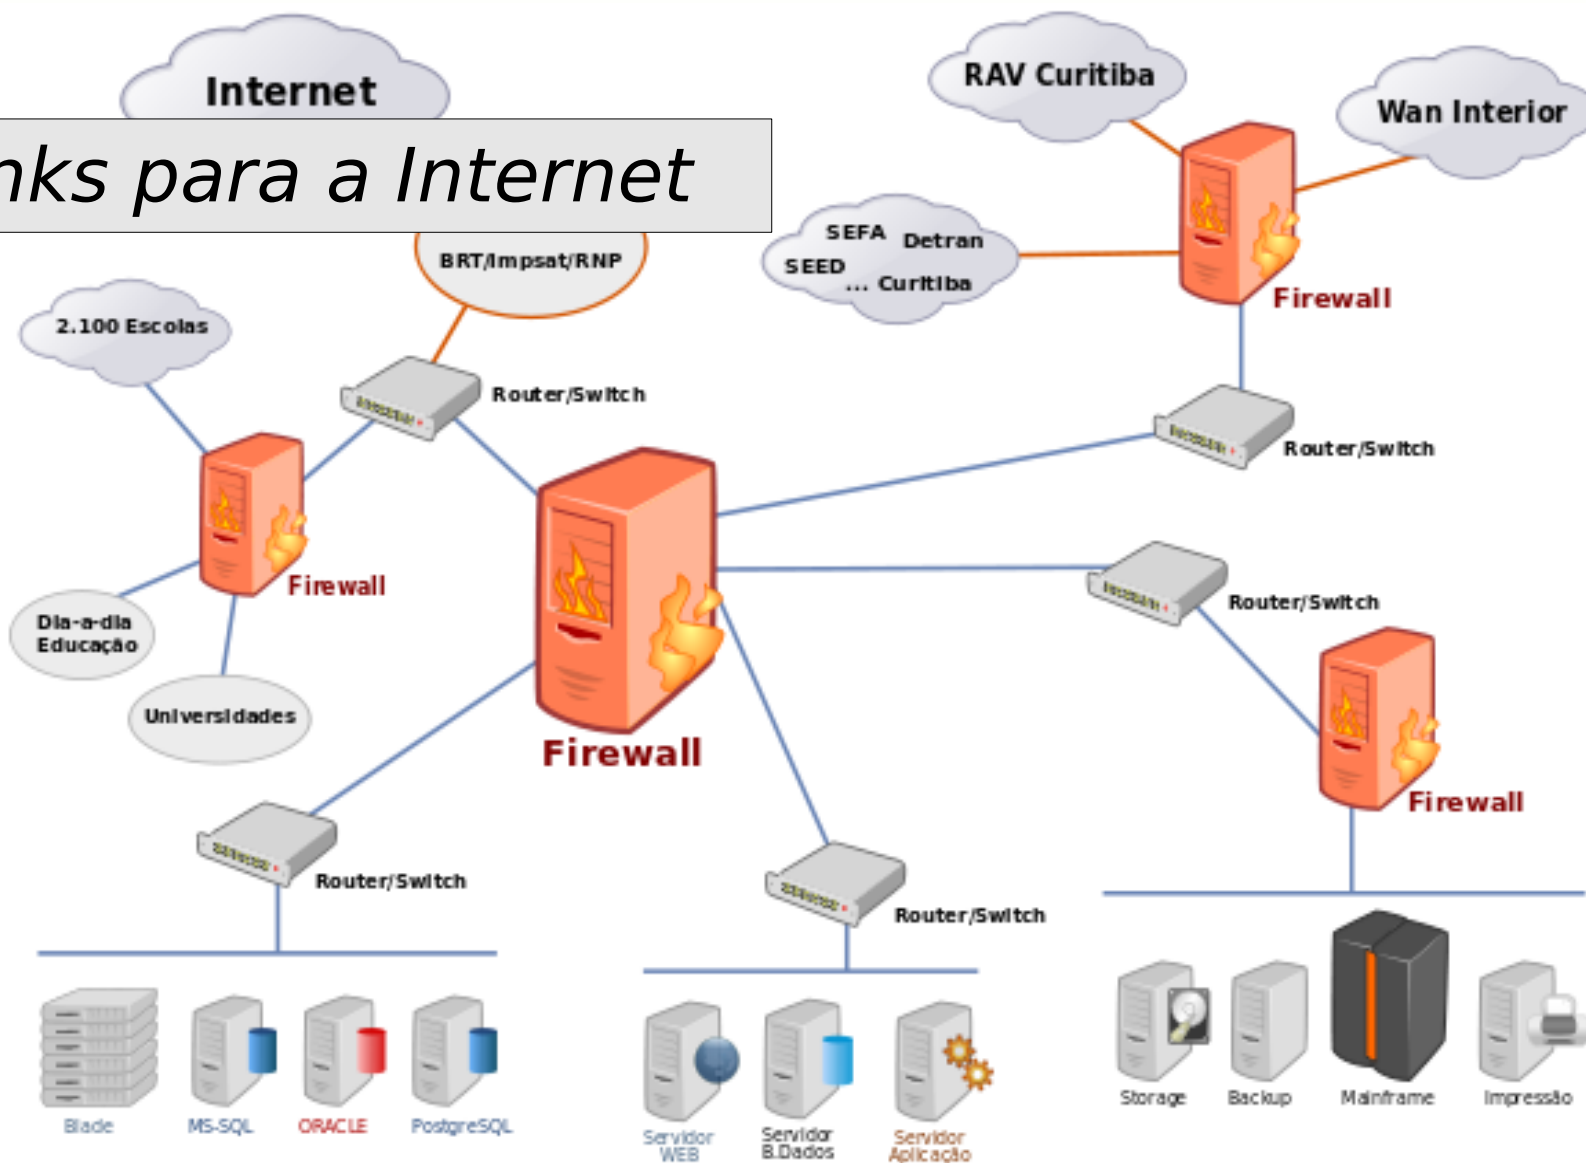 Internet
RAV Curitiba
Wan Interior
nks para a Internet
SEFA Detran
SEED
... Curitiba
BRT/Impsat/RNP
Firewall
2.100 Escolas
Router/Switch
Router/Switch
Firewall
Dia-a-dia
Educação
Router/Switch
Universidades
Firewall
Firewall
Router/Switch
Router/Switch
Storage
Backup
Mainframe
Impressão
Blade
MS-SQL
ORACLE
PostgreSQL
Servidor
WEB
Servidor
B.Dados
Servidor
Aplicação